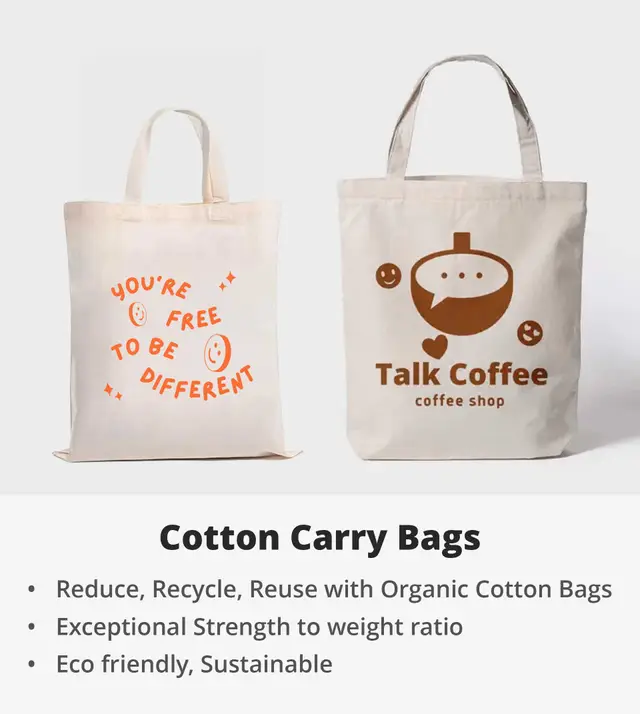 YOU'RE
FREE
TO BE
DIFFERENT
Talk Coffee
coffee shop
Cotton Carry Bags
• Reduce, Recycle, Reuse with Organic Cotton Bags
• Exceptional Strength to weight ratio
• Eco friendly, Sustainable